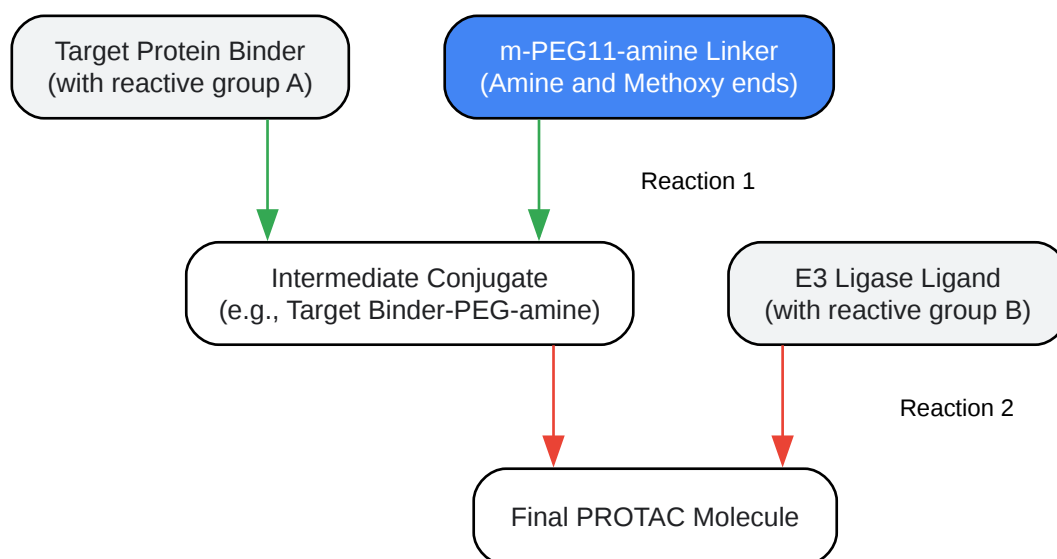 Target Protein Binder
(with reactive group A)
m-PEG11-amine Linker
(Amine and Methoxy ends)
Reaction 1
Intermediate Conjugate
(e.g., Target Binder-PEG-amine)
E3 Ligase Ligand
(with reactive group B)
Reaction 2
Final PROTAC Molecule